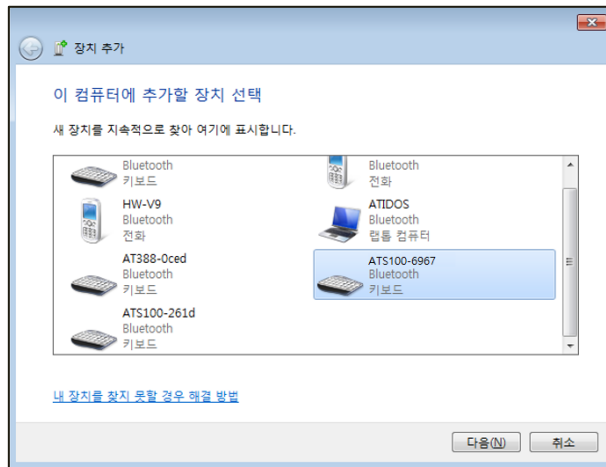 장치 추가
이 컴퓨터에 추가할 장치 선택
새 장치를 지속적으로 찾아 여기에 표시합니다.
Bluetooth
키보드
Bluetooth
전화
HW-V9
Bluetooth
전화
ATIDOS
Bluetooth
랩톱 컴퓨터
AT388-0ced
Bluetooth
키보드
ATS100-6967
Bluetooth
키보드
ATS100-261d
Bluetooth
키보드
내 장치를 찾지 못할 경우 해결 방법
다음(N)
취소